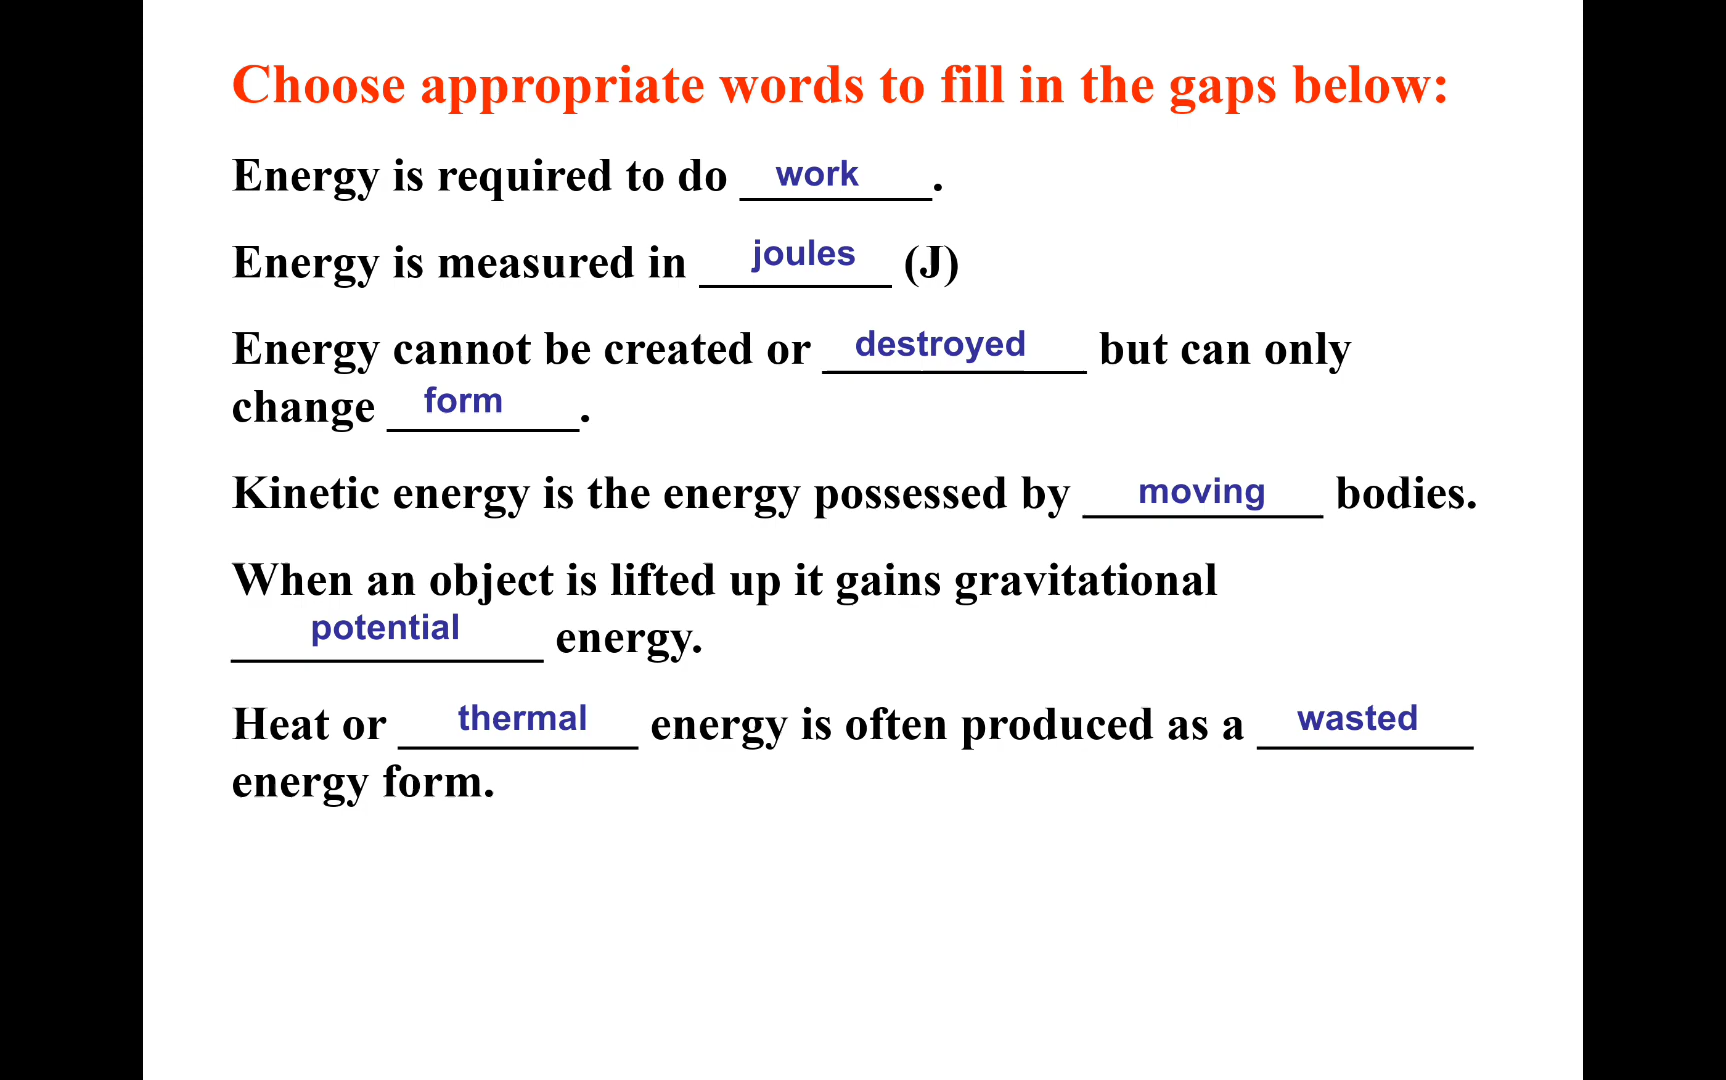 Choose appropriate words to fill in the gaps below:
Energy is required to do work.
Energy is measured in joules (J)
Energy cannot be created or destroyed but can only
change form.
Kinetic energy is the energy possessed by moving bodies.
When an object is lifted up it gains gravitational
potential energy.
Heat or thermal energy is often produced as a wasted
energy form.